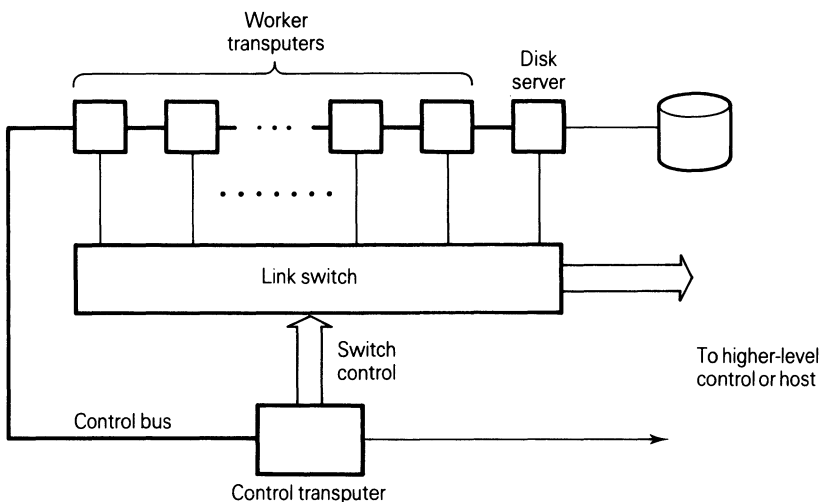 Worker
transputers
Disk
server
Link switch
Switch
control
To higher-level
control or host
Control bus
Control transputer